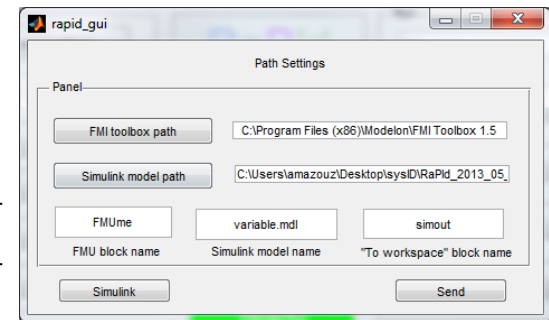 rapid_gui
Path Settings
Panel
FMI toolbox path
C:\Program Files (x86)\Modelon\FMI Toolbox 1.5
Simulink model path
C:\Users\amazouz\Desktop\sysID\RaPId_2013_05_
FMUme
variable.mdl
simout
FMU block name
Simulink model name
"To workspace" block name
Simulink
Send